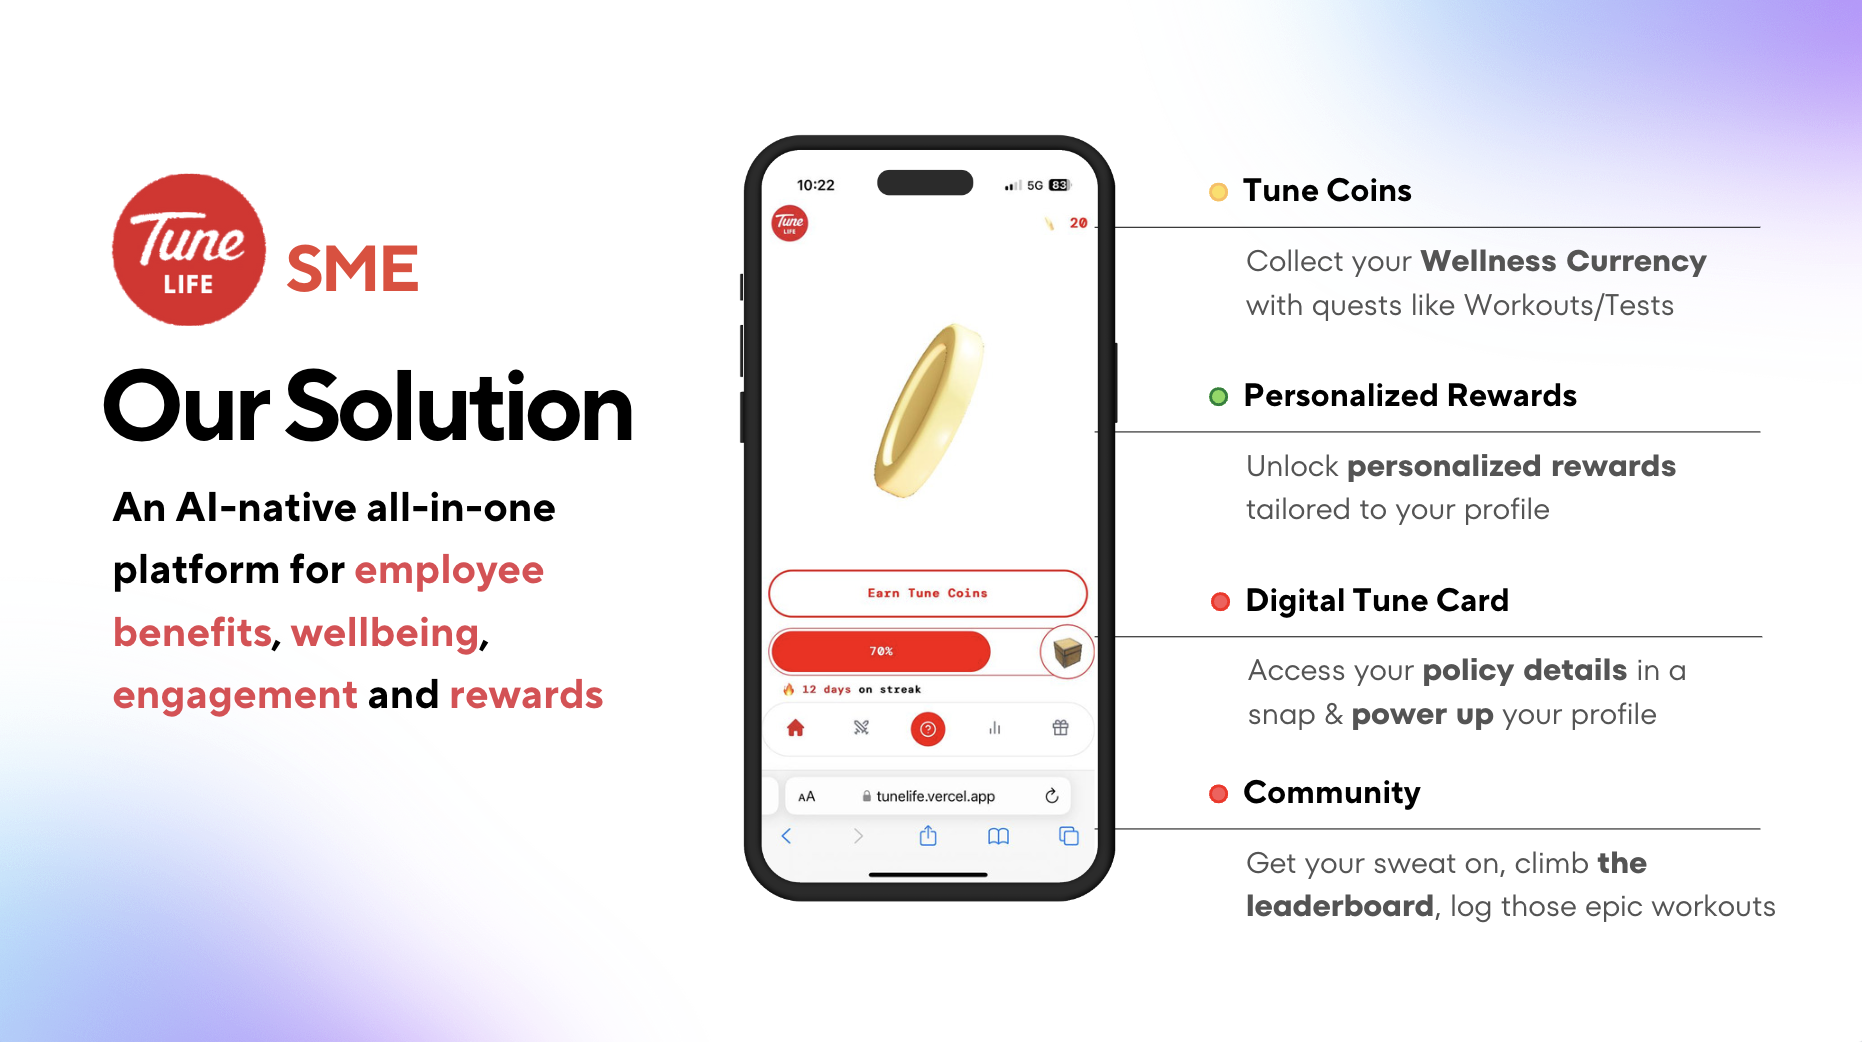 Tune
LIFE
SME
Our Solution
An AI-native all-in-one
platform for employee
benefits, wellbeing,
engagement and rewards
10:22
5G 83
Tune
LIFE
20
Earn Tune Coins
70%
12 days on streak
AA
tunelife.vercel.app
Tune Coins
Collect your Wellness Currency
with quests like Workouts/Tests
Personalized Rewards
Unlock personalized rewards
tailored to your profile
Digital Tune Card
Access your policy details in a
snap & power up your profile
Community
Get your sweat on, climb the
leaderboard, log those epic workouts